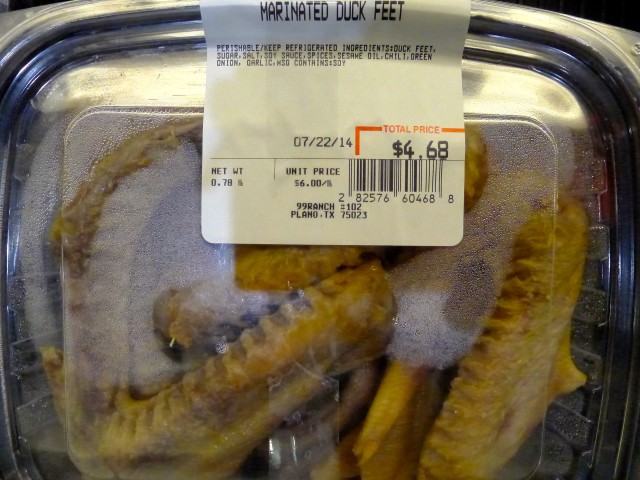 MARINATED DUCK FEET
PERISHABLE/KEEP REFRIGERATED INGREDIENTS:DUCK FEET,
SUGAR,SALT,SOY SAUCE,SPICES,SESAME OIL,CHILI,GREEN
ONION, GARLIC,MSG CONTAINS:SOY
07/22/14
TOTAL PRICE
$4.68
NET WT
0.78 lb
UNIT PRICE
$6.00/lb
2 82576 60468 8
99RANCH #102
PLANO,TX 75023